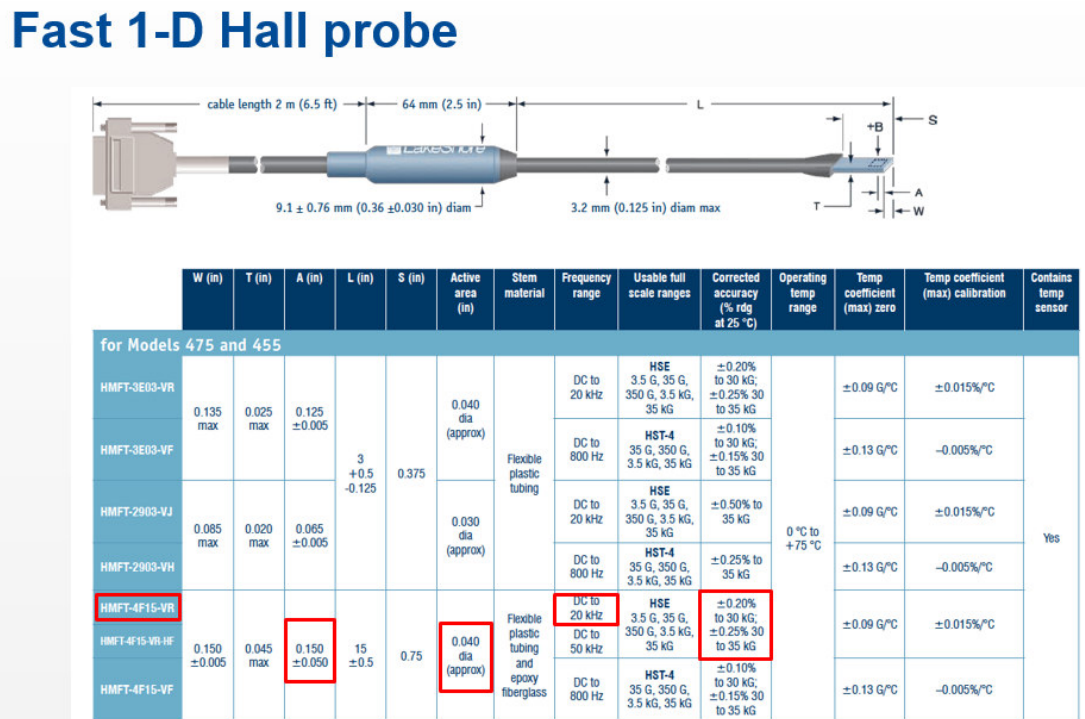 Fast 1-D Hall probe
cable length 2 m (6.5 ft)
64 mm (2.5 in)
L
S
+B
LakeShore
9.1 ± 0.76 mm (0.36 ±0.030 in) diam
3.2 mm (0.125 in) diam max
T
A
W
W (in) T (in) A (in) L (in) S (in) Active area (in) Stem material Frequency range Usable full scale ranges Corrected accuracy (% rdg at 25 °C) Operating temp range Temp coefficient (max) zero Temp coefficient (max) calibration Contains temp sensor
for Models 475 and 455
HMFT-3E03-VR
0.135 max
0.025 max
0.125 ±0.005
3 +0.5 -0.125
0.375
0.040 dia (approx)
Flexible plastic tubing
DC to 20 kHz
HSE 3.5 G, 35 G, 350 G, 3.5 kG, 35 kG
±0.20% to 30 kG; ±0.25% 30 to 35 kG
0 °C to +75 °C
±0.09 G/°C
±0.015%/°C
Yes
HMFT-3E03-VF
DC to 800 Hz
HST-4 35 G, 350 G, 3.5 kG, 35 kG
±0.10% to 30 kG; ±0.15% 30 to 35 kG
±0.13 G/°C
–0.005%/°C
HMFT-2903-VJ
0.085 max
0.020 max
0.065 ±0.005
0.030 dia (approx)
DC to 20 kHz
HSE 3.5 G, 35 G, 350 G, 3.5 kG, 35 kG
±0.50% to 35 kG
±0.09 G/°C
±0.015%/°C
HMFT-2903-VH
DC to 800 Hz
HST-4 35 G, 350 G, 3.5 kG, 35 kG
±0.25% to 35 kG
±0.13 G/°C
–0.005%/°C
HMFT-4F15-VR
0.150 ±0.005
0.045 max
0.150 ±0.050
15 ±0.5
0.75
0.040 dia (approx)
Flexible plastic tubing and epoxy fiberglass
DC to 20 kHz
HSE 3.5 G, 35 G, 350 G, 3.5 kG, 35 kG
±0.20% to 30 kG; ±0.25% 30 to 35 kG
±0.09 G/°C
±0.015%/°C
HMFT-4F15-VR-HF
DC to 50 kHz
HMFT-4F15-VF
DC to 800 Hz
HST-4 35 G, 350 G, 3.5 kG, 35 kG
±0.10% to 30 kG; ±0.15% 30 to 35 kG
±0.13 G/°C
–0.005%/°C